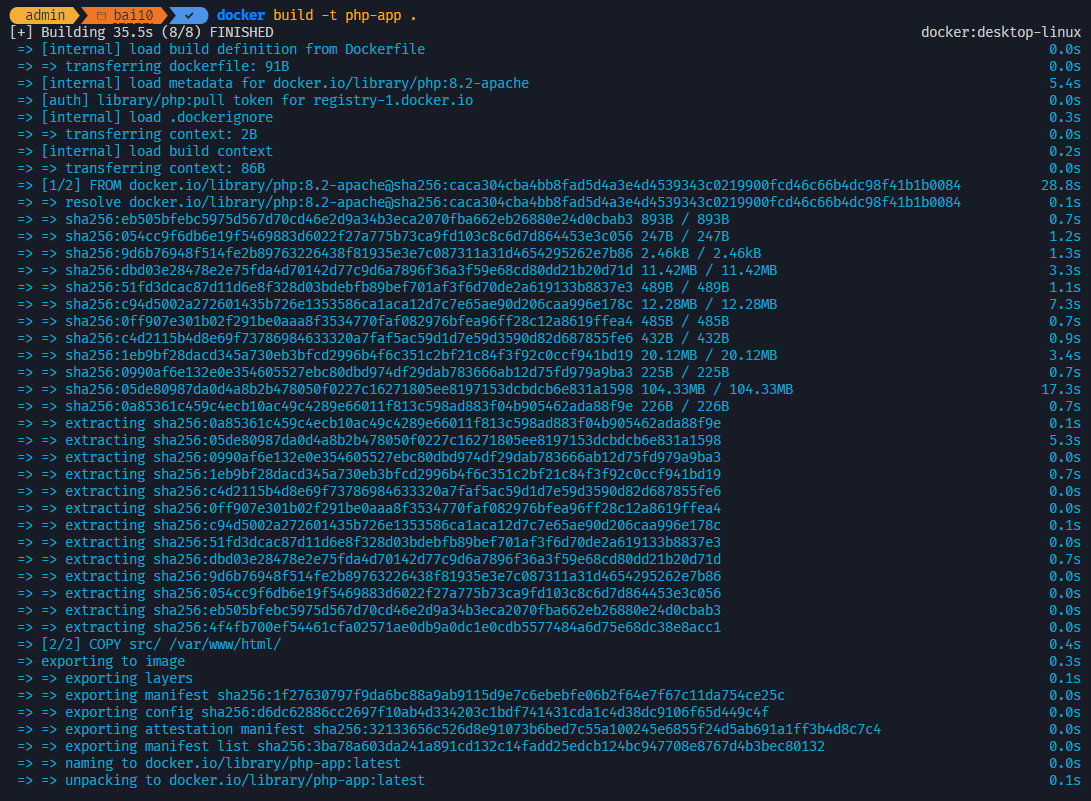 admin bai10 ✓ docker build -t php-app .
[+] Building 35.5s (8/8) FINISHED docker:desktop-linux
=> [internal] load build definition from Dockerfile 0.0s
=> => transferring dockerfile: 91B 0.0s
=> [internal] load metadata for docker.io/library/php:8.2-apache 5.4s
=> [auth] library/php:pull token for registry-1.docker.io 0.0s
=> [internal] load .dockerignore 0.3s
=> => transferring context: 2B 0.0s
=> [internal] load build context 0.2s
=> => transferring context: 86B 0.0s
=> [1/2] FROM docker.io/library/php:8.2-apache@sha256:caca304cba4bb8fad5d4a3e4d4539343c0219900fcd46c66b4dc98f41b1b0084 28.8s
=> => resolve docker.io/library/php:8.2-apache@sha256:caca304cba4bb8fad5d4a3e4d4539343c0219900fcd46c66b4dc98f41b1b0084 0.1s
=> => sha256:eb505bfebc5975d567d70cd46e2d9a34b3eca2070fba662eb26880e24d0cbab3 893B / 893B 0.7s
=> => sha256:054cc9f6db6e19f5469883d6022f27a775b73ca9fd103c8c6d7d864453e3c056 247B / 247B 1.2s
=> => sha256:9d6b76948f514fe2b89763226438f81935e3e7c087311a31d4654295262e7b86 2.46kB / 2.46kB 1.3s
=> => sha256:dbd03e28478e2e75fda4d70142d77c9d6a7896f36a3f59e68cd80dd21b20d71d 11.42MB / 11.42MB 3.3s
=> => sha256:51fd3dcac87d11d6e8f328d03bdebfb89bef701af3f6d70de2a619133b8837e3 489B / 489B 1.1s
=> => sha256:c94d5002a272601435b726e1353586ca1aca12d7c7e65ae90d206caa996e178c 12.28MB / 12.28MB 7.3s
=> => sha256:0ff907e301b02f291be0aaa8f3534770faf082976bfea96ff28c12a8619ffea4 485B / 485B 0.7s
=> => sha256:c4d2115b4d8e69f73786984633320a7faf5ac59d1d7e59d3590d82d687855fe6 432B / 432B 0.9s
=> => sha256:1eb9bf28dacd345a730eb3bfcd2996b4f6c351c2bf21c84f3f92c0ccf941bd19 20.12MB / 20.12MB 3.4s
=> => sha256:0990af6e132e0e354605527ebc80dbd974df29dab783666ab12d75fd979a9ba3 225B / 225B 0.7s
=> => sha256:05de80987da0d4a8b2b478050f0227c16271805ee8197153dcbdcb6e831a1598 104.33MB / 104.33MB 17.3s
=> => sha256:0a85361c459c4ecb10ac49c4289e66011f813c598ad883f04b905462ada88f9e 226B / 226B 0.7s
=> => extracting sha256:0a85361c459c4ecb10ac49c4289e66011f813c598ad883f04b905462ada88f9e 0.1s
=> => extracting sha256:05de80987da0d4a8b2b478050f0227c16271805ee8197153dcbdcb6e831a1598 5.3s
=> => extracting sha256:0990af6e132e0e354605527ebc80dbd974df29dab783666ab12d75fd979a9ba3 0.0s
=> => extracting sha256:1eb9bf28dacd345a730eb3bfcd2996b4f6c351c2bf21c84f3f92c0ccf941bd19 0.7s
=> => extracting sha256:c4d2115b4d8e69f73786984633320a7faf5ac59d1d7e59d3590d82d687855fe6 0.0s
=> => extracting sha256:0ff907e301b02f291be0aaa8f3534770faf082976bfea96ff28c12a8619ffea4 0.0s
=> => extracting sha256:c94d5002a272601435b726e1353586ca1aca12d7c7e65ae90d206caa996e178c 0.1s
=> => extracting sha256:51fd3dcac87d11d6e8f328d03bdebfb89bef701af3f6d70de2a619133b8837e3 0.0s
=> => extracting sha256:dbd03e28478e2e75fda4d70142d77c9d6a7896f36a3f59e68cd80dd21b20d71d 0.7s
=> => extracting sha256:9d6b76948f514fe2b89763226438f81935e3e7c087311a31d4654295262e7b86 0.0s
=> => extracting sha256:054cc9f6db6e19f5469883d6022f27a775b73ca9fd103c8c6d7d864453e3c056 0.0s
=> => extracting sha256:eb505bfebc5975d567d70cd46e2d9a34b3eca2070fba662eb26880e24d0cbab3 0.0s
=> => extracting sha256:4f4fb700ef54461cfa02571ae0db9a0dc1e0cdb5577484a6d75e68dc38e8acc1 0.0s
=> [2/2] COPY src/ /var/www/html/ 0.4s
=> exporting to image 0.3s
=> => exporting layers 0.1s
=> => exporting manifest sha256:1f27630797f9da6bc88a9ab9115d9e7c6ebebfe06b2f64e7f67c11da754ce25c 0.0s
=> => exporting config sha256:d6dc62886cc2697f10ab4d334203c1bdf741431cda1c4d38dc9106f65d449c4f 0.0s
=> => exporting attestation manifest sha256:32133656c526d8e91073b6bed7c55a100245e6855f24d5ab691a1ff3b4d8c7c4 0.0s
=> => exporting manifest list sha256:3ba78a603da241a891cd132c14fadd25edcb124bc947708e8767d4b3bec80132 0.0s
=> => naming to docker.io/library/php-app:latest 0.0s
=> => unpacking to docker.io/library/php-app:latest 0.1s